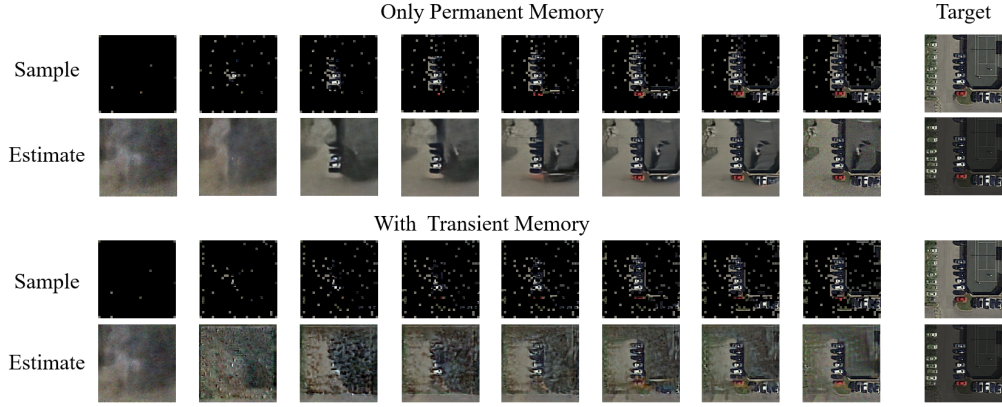 Only Permanent Memory
Target
Sample
Estimate
With Transient Memory
Sample
Estimate